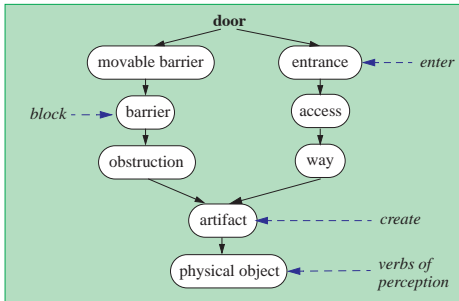 door
movable barrier
entrance
enter
block
barrier
access
obstruction
way
artifact
create
physical object
verbs of
perception